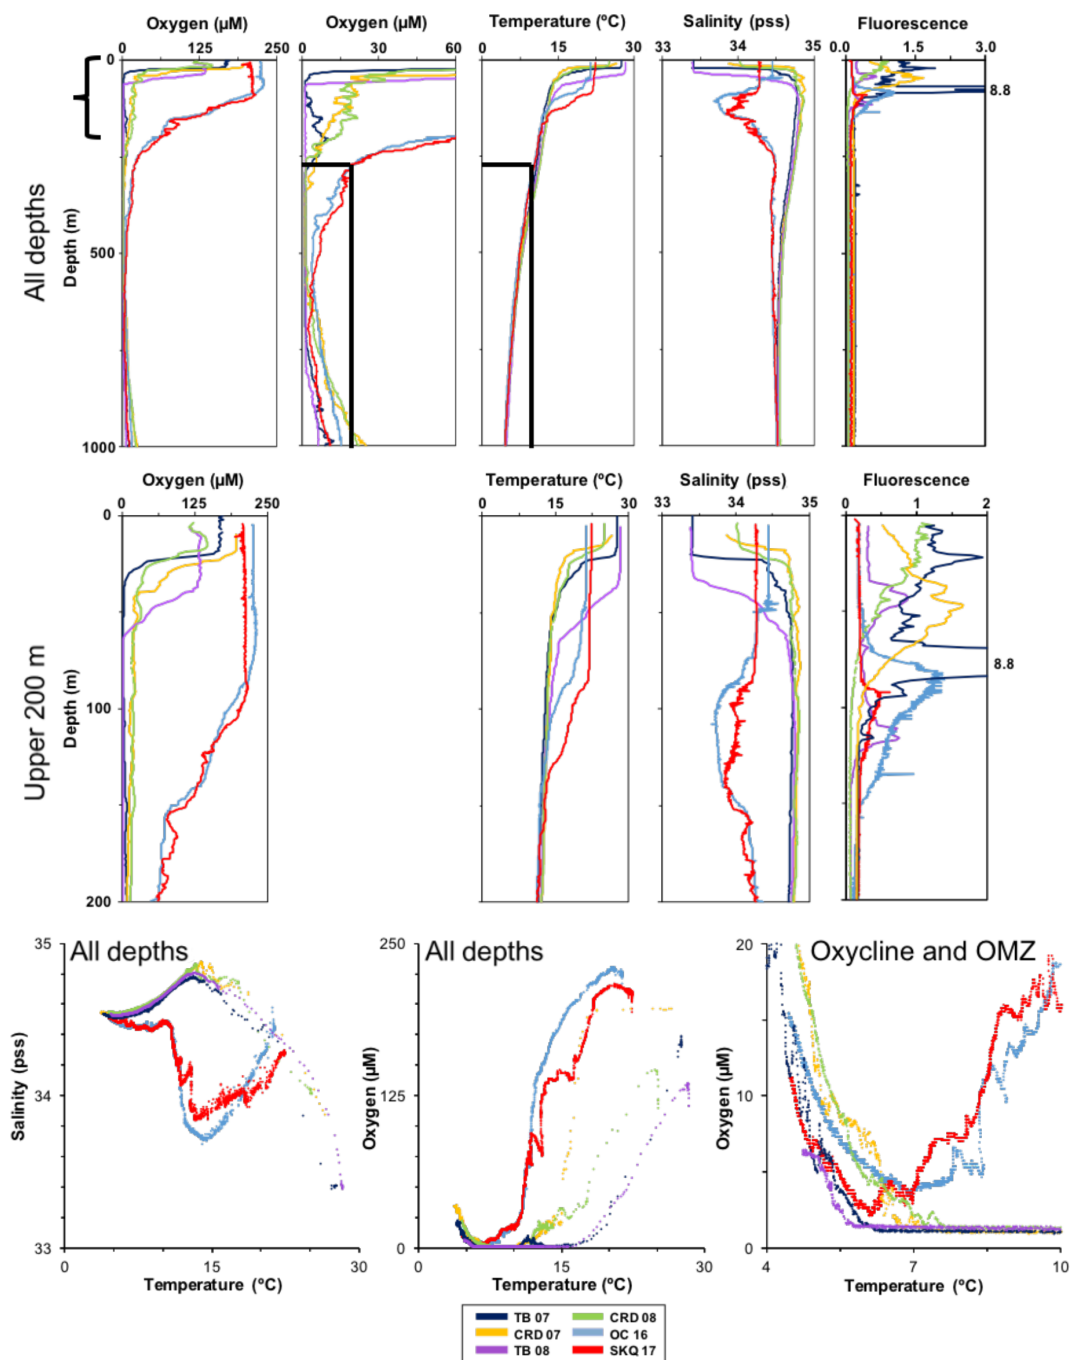 Oxygen (µM) Oxygen (µM) Temperature (ºC) Salinity (pss) Fluorescence
0 125 250 0 30 60 0 15 30 33 34 35 0.0 1.5 3.0
0
8.8
500
1000
All depths
Depth (m)
Oxygen (µM) Temperature (ºC) Salinity (pss) Fluorescence
0 125 250 0 15 30 33 34 35 0 1 2
0
8.8
100
200
Upper 200 m
Depth (m)
All depths
35
34
33
Salinity (pss)
0 15 30
Temperature (ºC)
All depths
250
125
0
Oxygen (µM)
0 15 30
Temperature (ºC)
Oxycline and OMZ
20
10
0
Oxygen (µM)
4 7 10
Temperature (ºC)
TB 07 CRD 08
CRD 07 OC 16
TB 08 SKQ 17